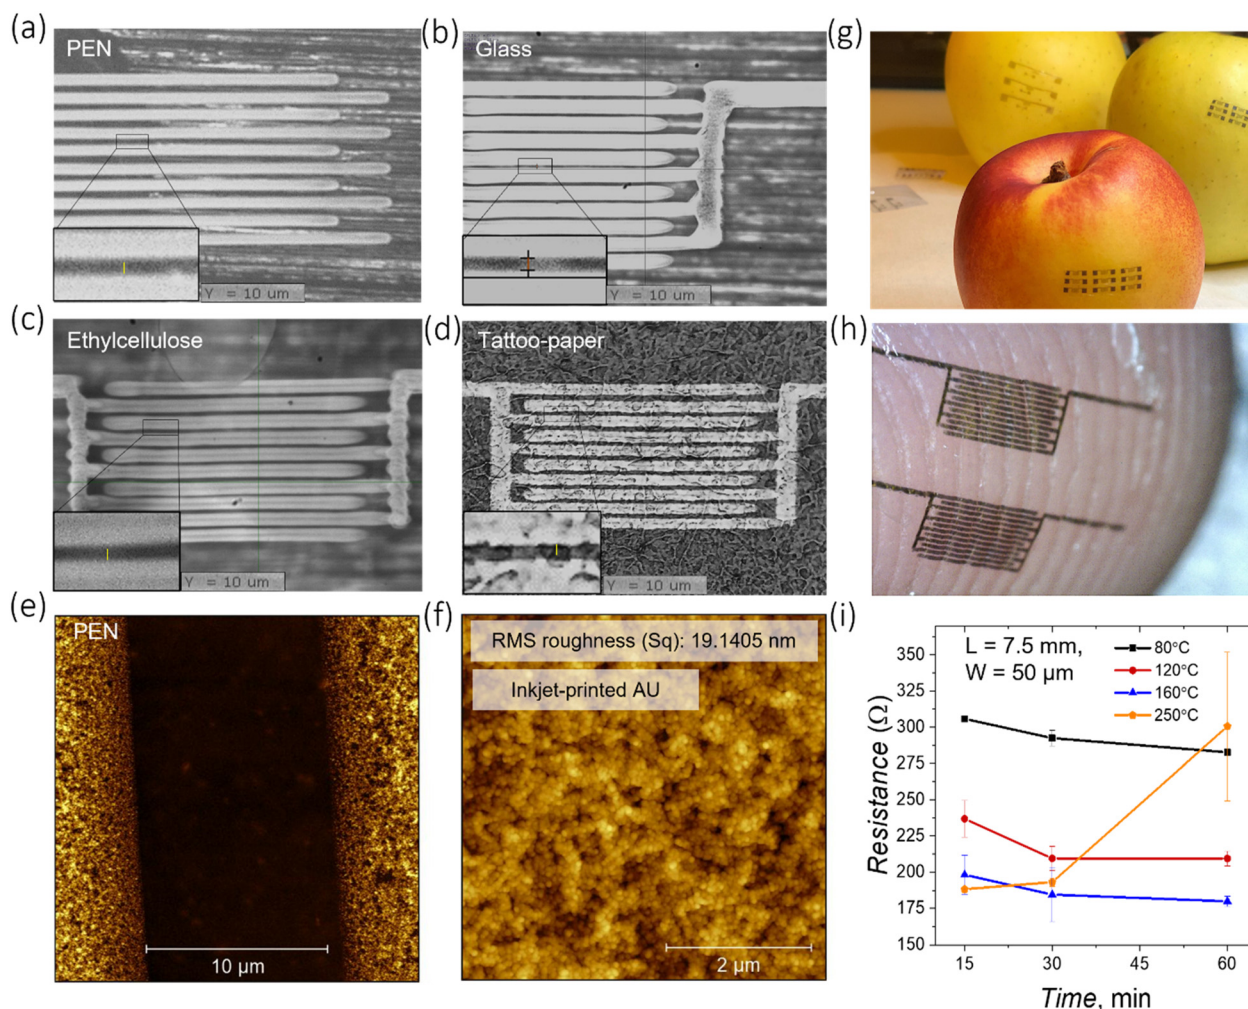 (a)
PEN
Y = 10 um
(b)
Glass
Y = 10 um
(g)
(c)
Ethylcellulose
Y = 10 um
(d)
Tattoo-paper
Y = 10 um
(h)
(e)
PEN
10 µm
(f)
RMS roughness (Sq): 19.1405 nm
Inkjet-printed AU
2 µm
(i)
L = 7.5 mm,
W = 50 µm
80°C
120°C
160°C
250°C
Resistance (Ω)
350
325
300
275
250
225
200
175
150
15
30
45
60
Time, min